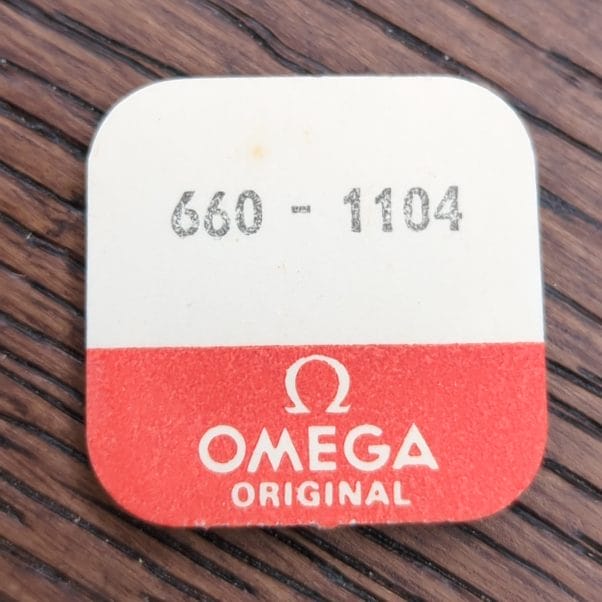 660 - 1104
Ω
OMEGA
ORIGINAL